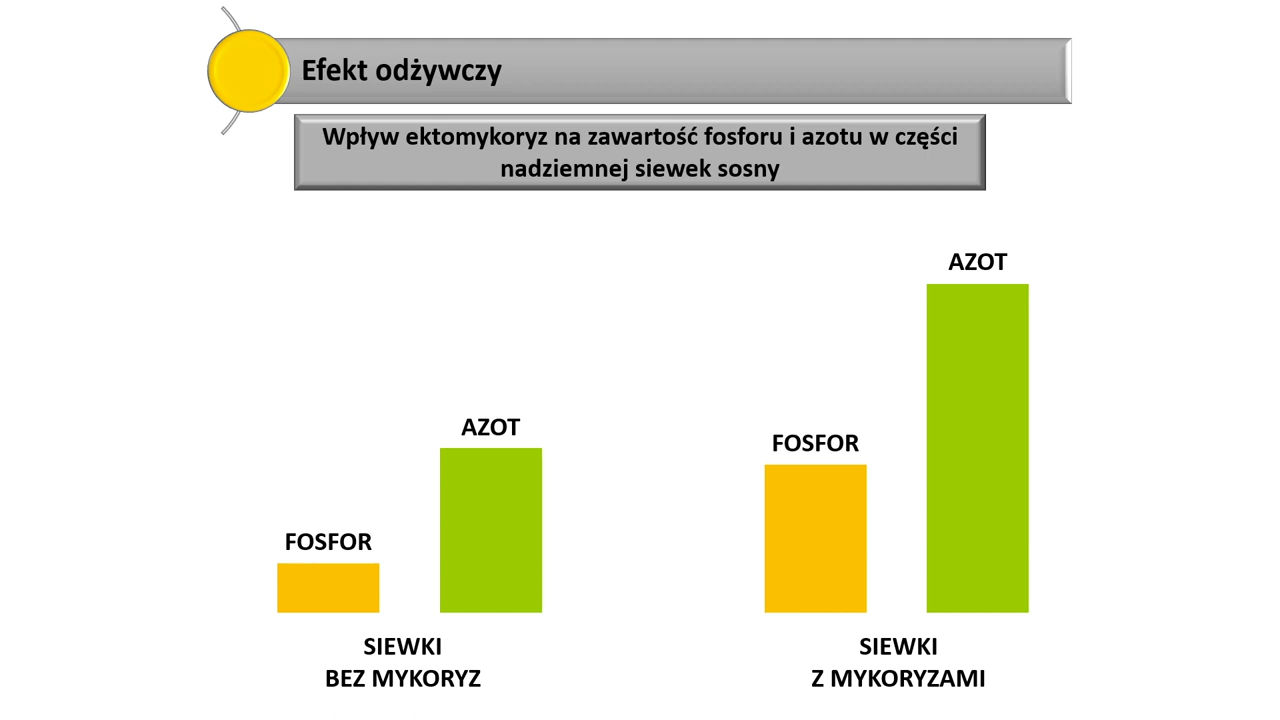 Efekt odżywczy
Wpływ ektomykoryz na zawartość fosforu i azotu w części
nadziemnej siewek sosny
AZOT
FOSFOR
AZOT
FOSFOR
SIEWKI
BEZ MYKORYZ
SIEWKI
Z MYKORYZAMI